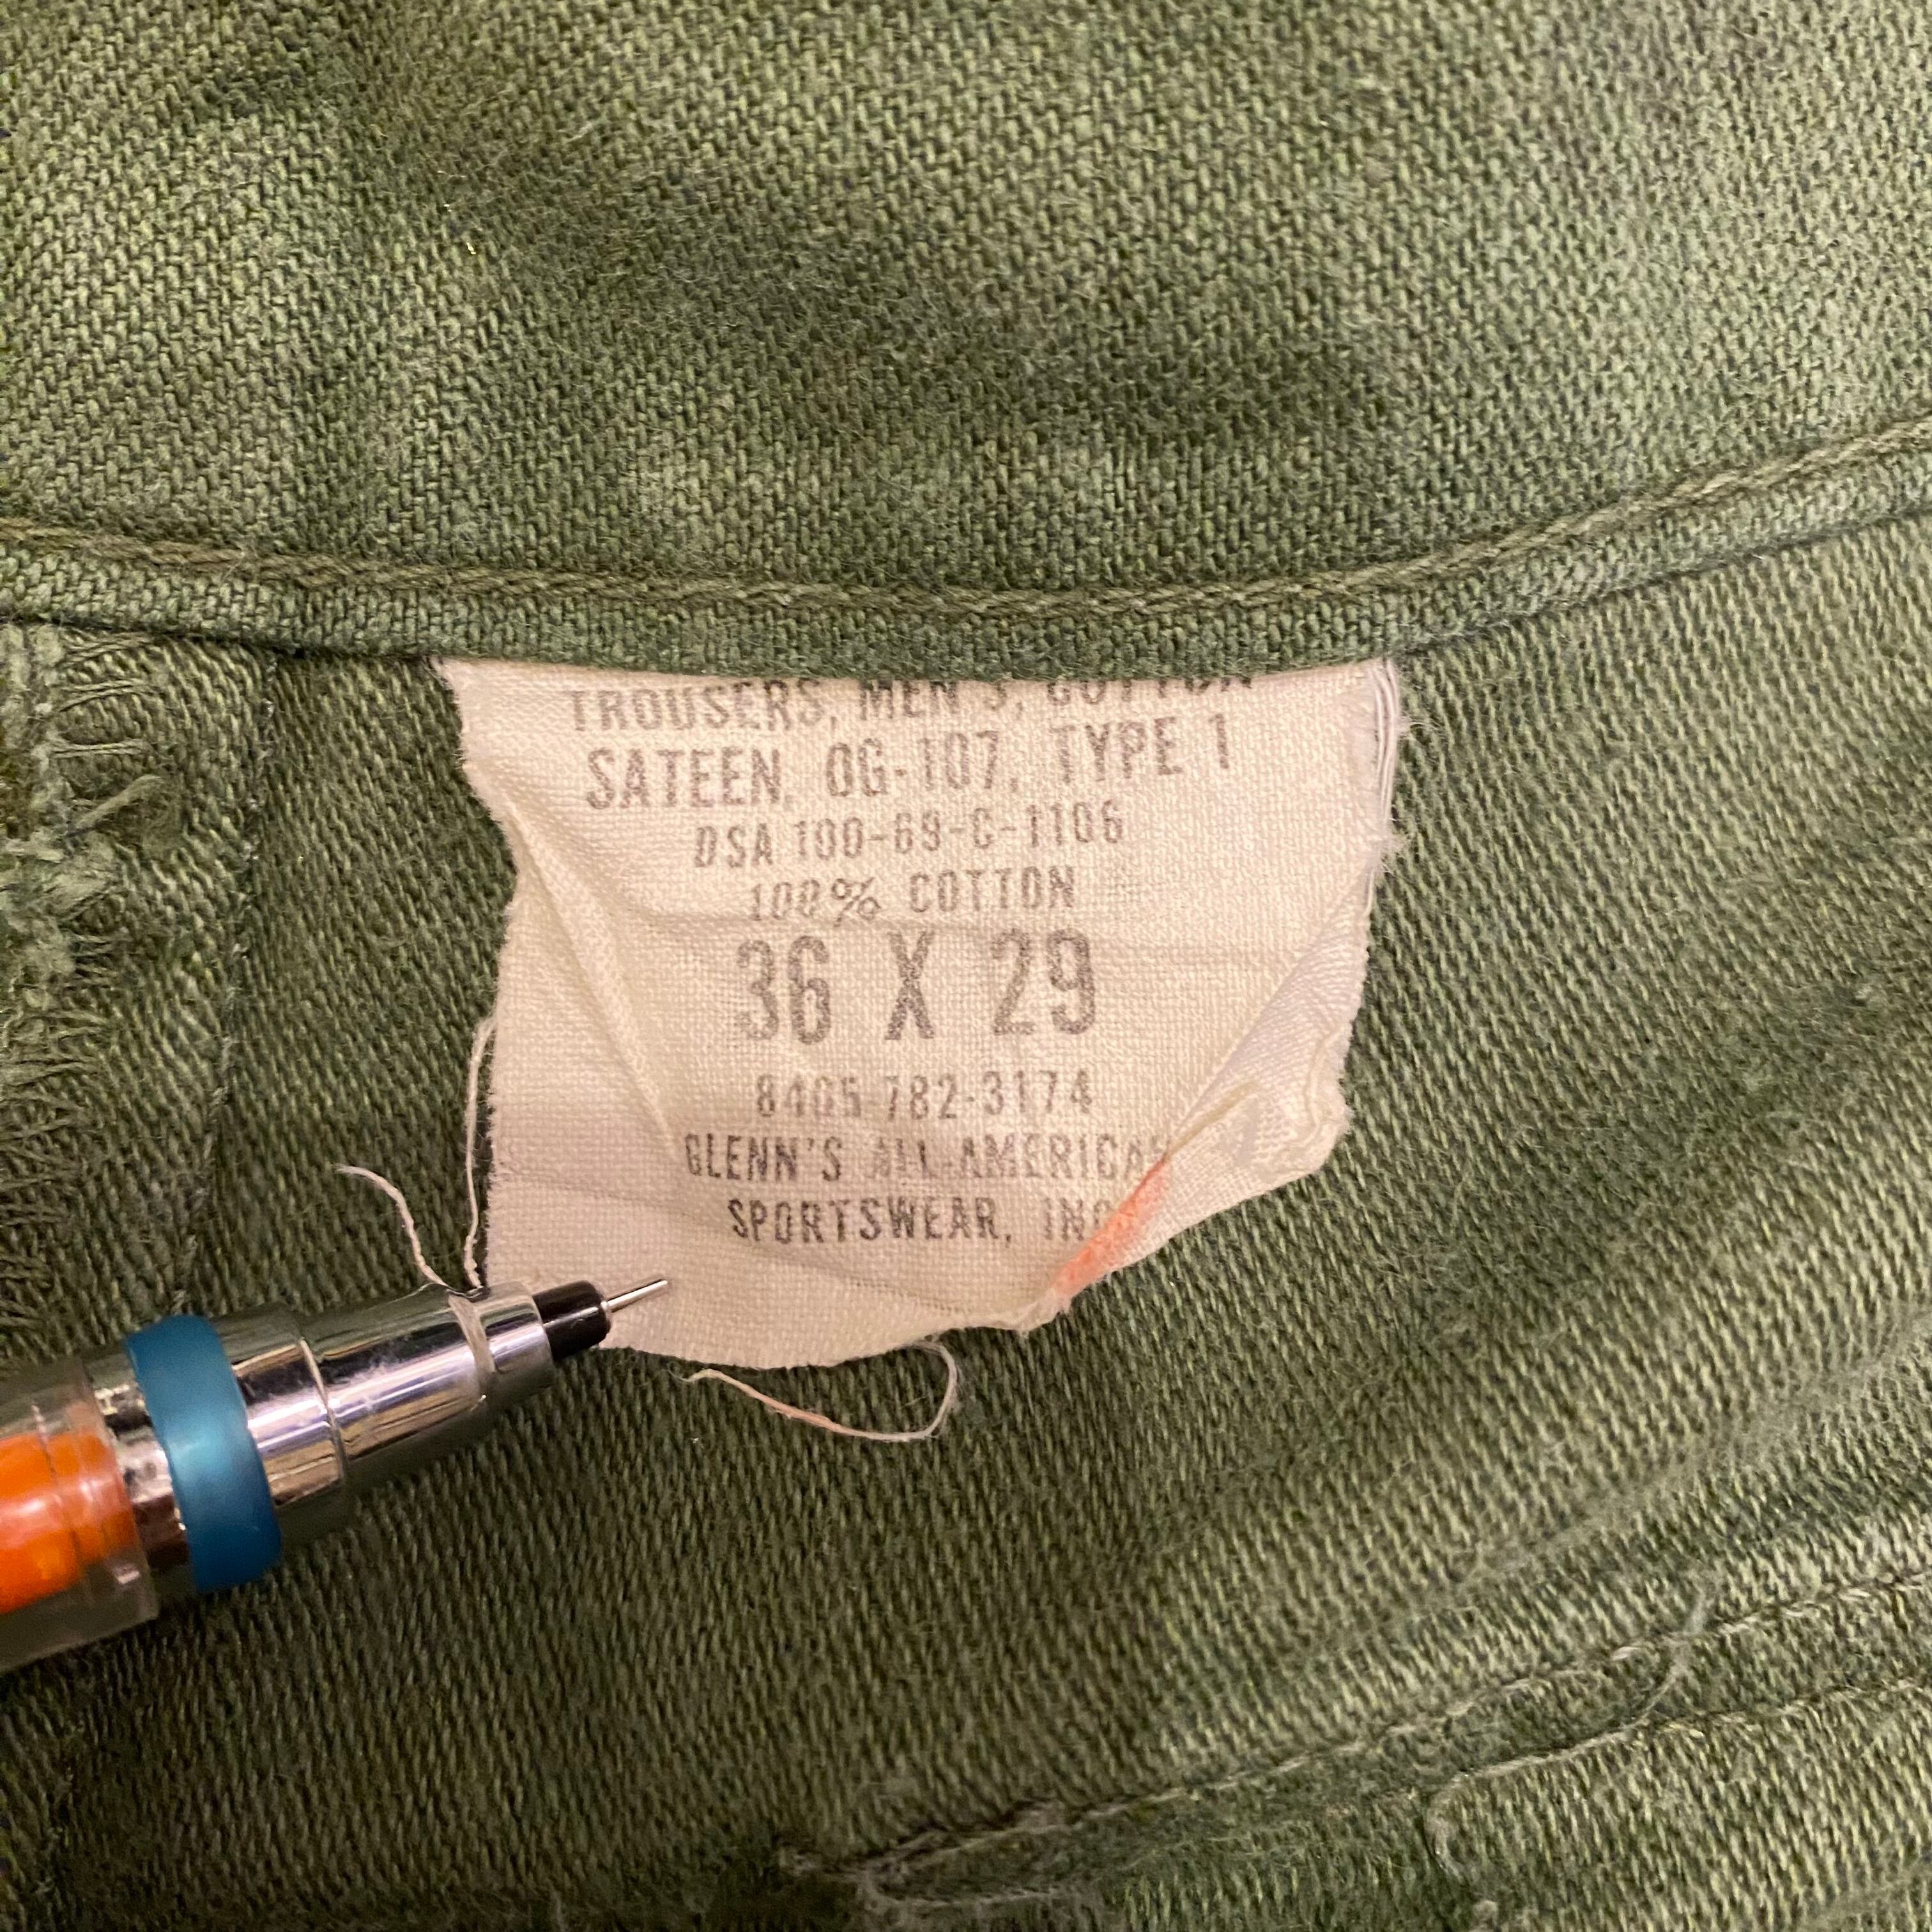 TROUSERS, MEN'S, COTTON
SATEEN, OG-107, TYPE 1
DSA 100-69-C-1106
100% COTTON
36 X 29
8405-782-3174
GLENN'S ALL-AMERICAN
SPORTSWEAR, INC